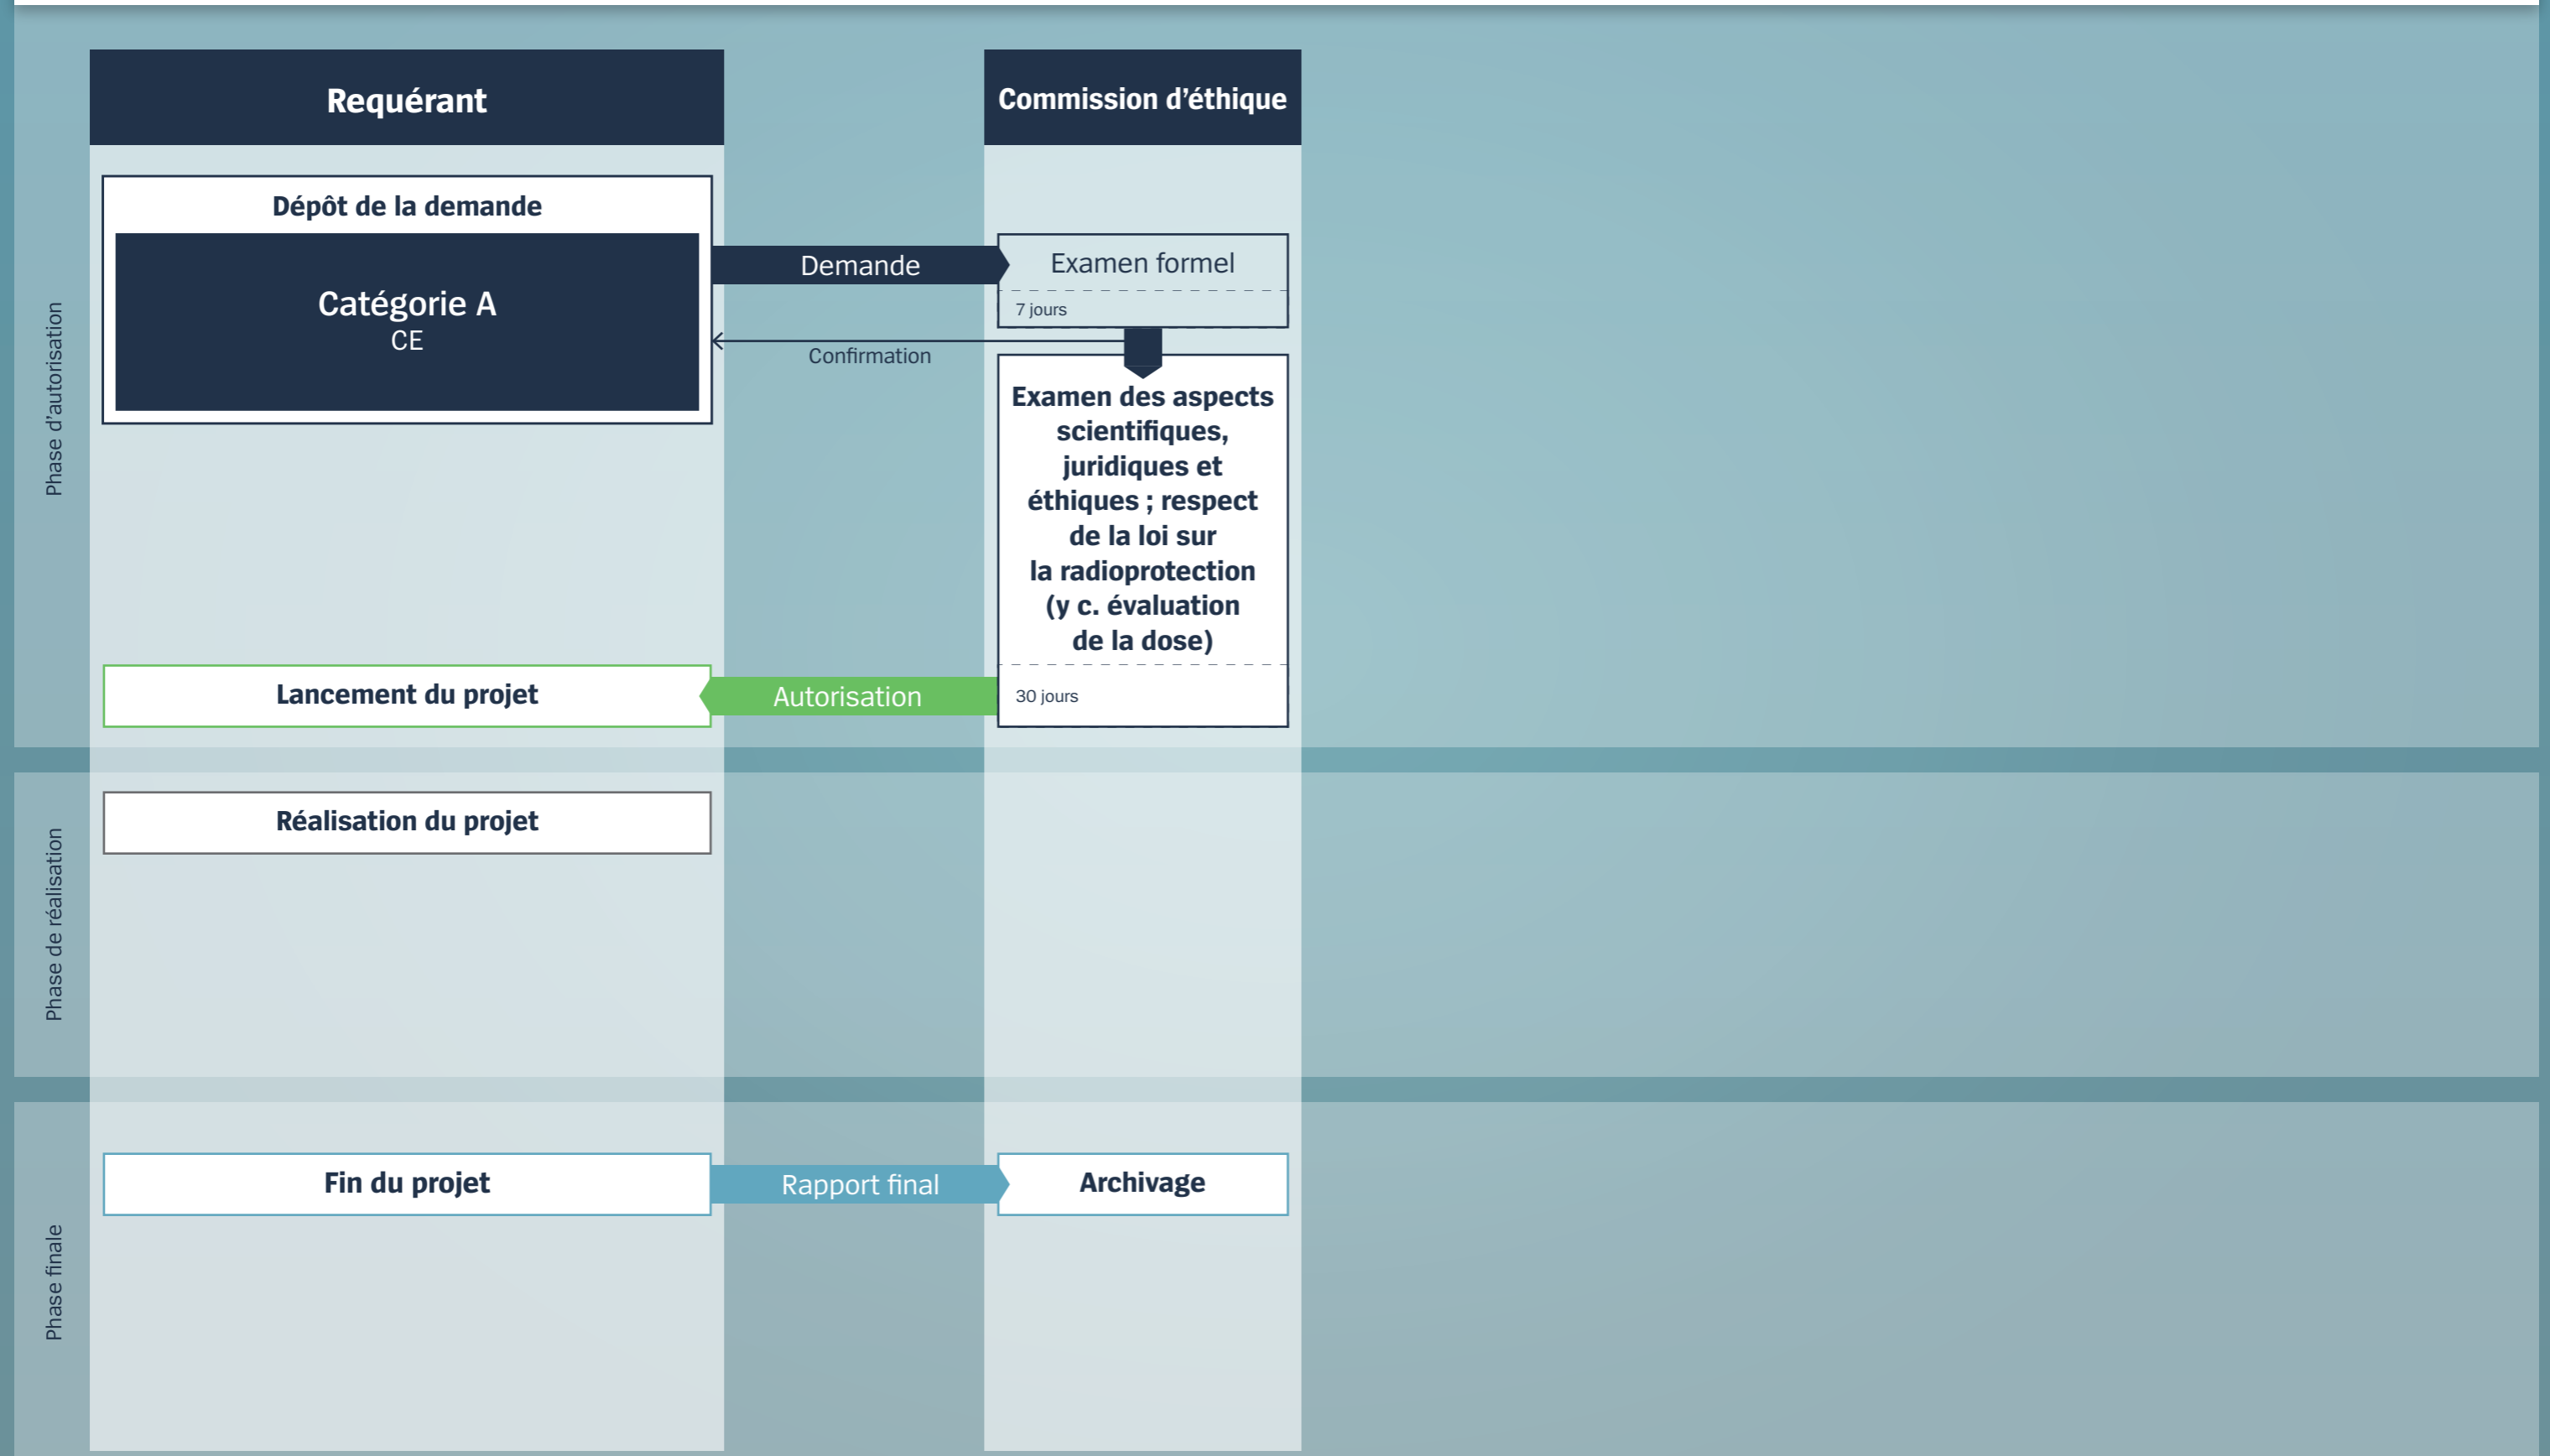 Requérant
Commission d’éthique
Phase d’autorisation
Dépôt de la demande
Catégorie A
CE
Demande
Examen formel
7 jours
Confirmation
Examen des aspects
scientifiques,
juridiques et
éthiques ; respect
de la loi sur
la radioprotection
(y c. évaluation
de la dose)
30 jours
Autorisation
Lancement du projet
Phase de réalisation
Réalisation du projet
Phase finale
Fin du projet
Rapport final
Archivage